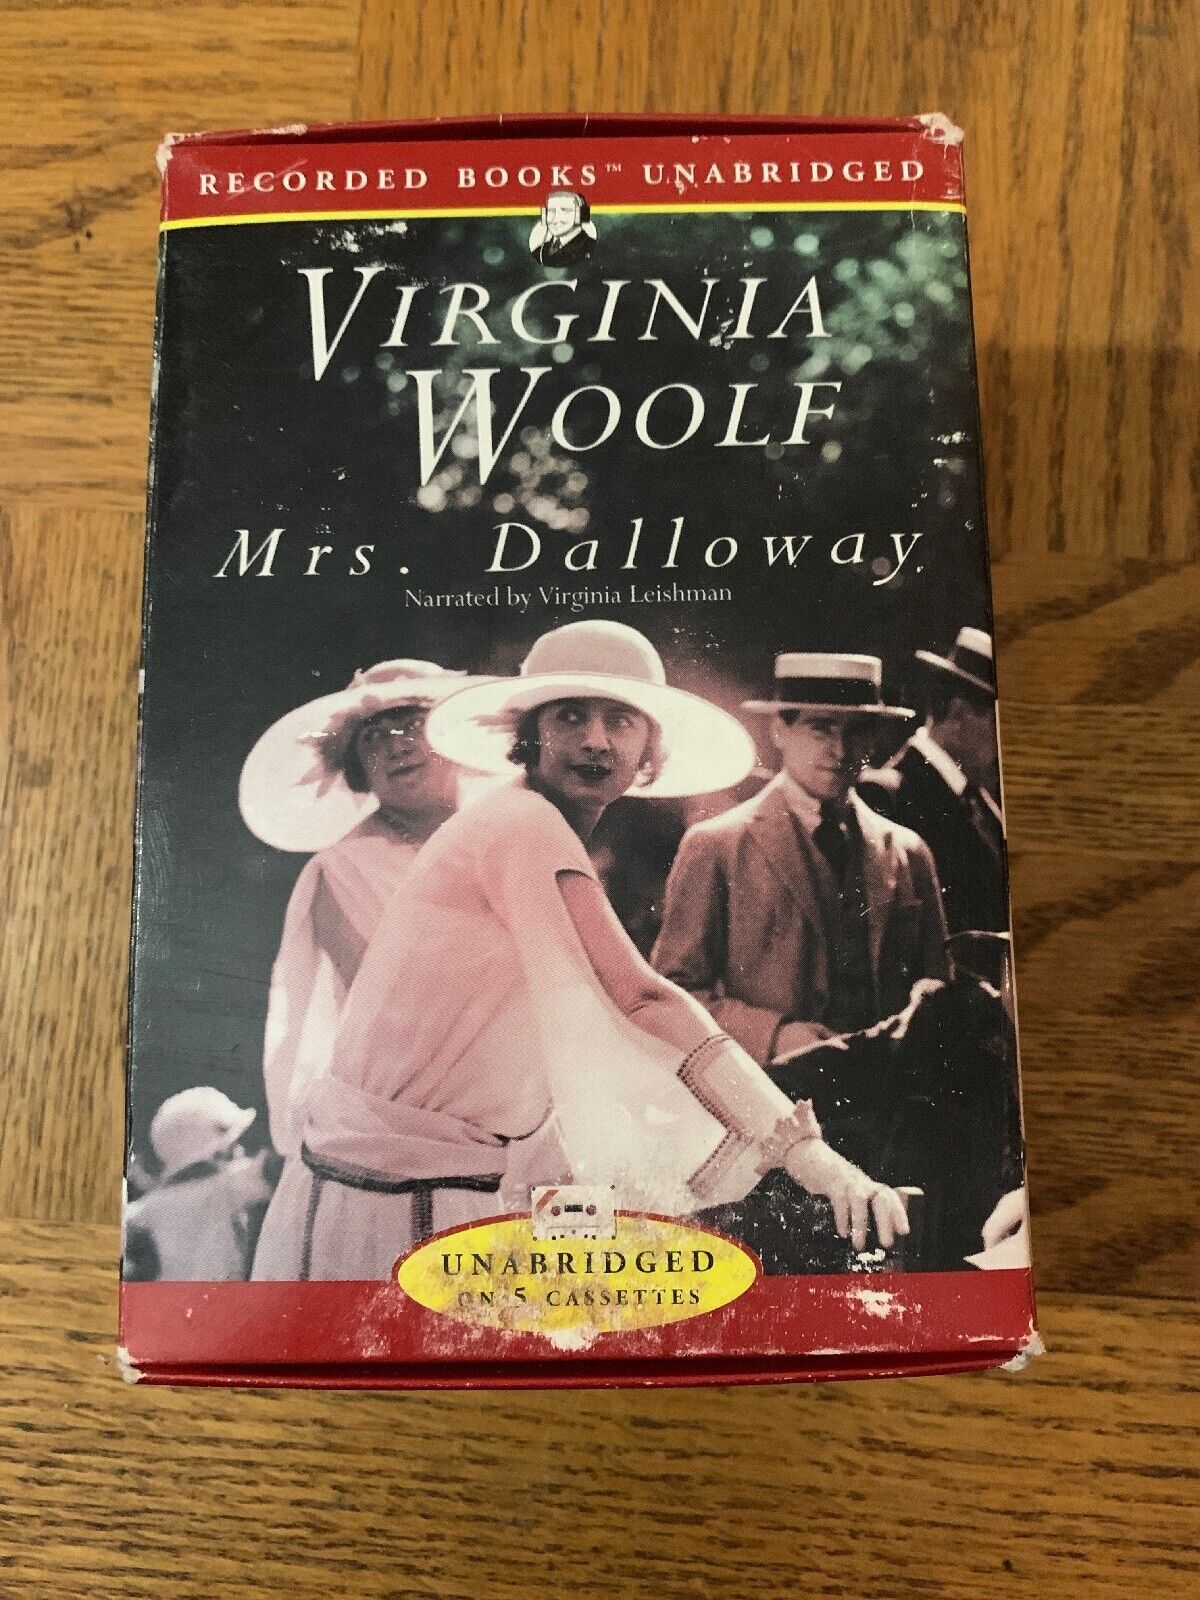 RECORDED BOOKS™ UNABRIDGED
VIRGINIA
WOOLF
Mrs. Dalloway
Narrated by Virginia Leishman
UNABRIDGED
ON 5 CASSETTES